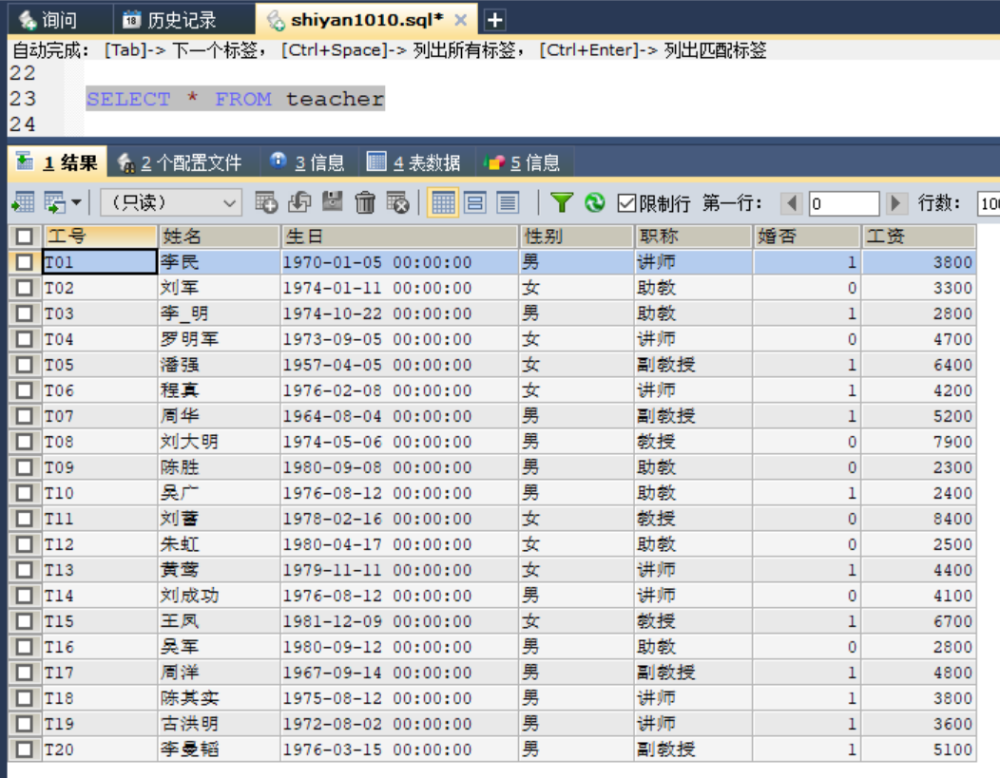 询问 历史记录 shiyan1010.sql*
自动完成： [Tab]-> 下一个标签， [Ctrl+Space]-> 列出所有标签， [Ctrl+Enter]-> 列出匹配标签
22
23 SELECT * FROM teacher
24
1 结果 2 个配置文件 3 信息 4 表数据 5 信息
（只读） 限制行 第一行： 0 行数：
工号 姓名 生日 性别 职称 婚否 工资
T01 李民 1970-01-05 00:00:00 男 讲师 1 3800
T02 刘军 1974-01-11 00:00:00 女 助教 0 3300
T03 李_明 1974-10-22 00:00:00 男 助教 1 2800
T04 罗明军 1973-09-05 00:00:00 女 讲师 0 4700
T05 潘强 1957-04-05 00:00:00 女 副教授 1 6400
T06 程真 1976-02-08 00:00:00 女 讲师 1 4200
T07 周华 1964-08-04 00:00:00 男 副教授 1 5200
T08 刘大明 1974-05-06 00:00:00 男 教授 0 7900
T09 陈胜 1980-09-08 00:00:00 男 助教 0 2300
T10 吴广 1976-08-12 00:00:00 男 助教 1 2400
T11 刘蔷 1978-02-16 00:00:00 女 教授 0 8400
T12 朱虹 1980-04-17 00:00:00 女 助教 0 2500
T13 黄莺 1979-11-11 00:00:00 女 讲师 1 4400
T14 刘成功 1976-08-12 00:00:00 男 讲师 0 4100
T15 王凤 1981-12-09 00:00:00 女 教授 1 6700
T16 吴军 1980-09-12 00:00:00 男 助教 0 2800
T17 周洋 1967-09-14 00:00:00 男 副教授 1 4800
T18 陈其实 1975-08-12 00:00:00 男 讲师 1 3800
T19 古洪明 1972-08-02 00:00:00 男 讲师 1 3600
T20 李曼韬 1976-03-15 00:00:00 男 副教授 1 5100